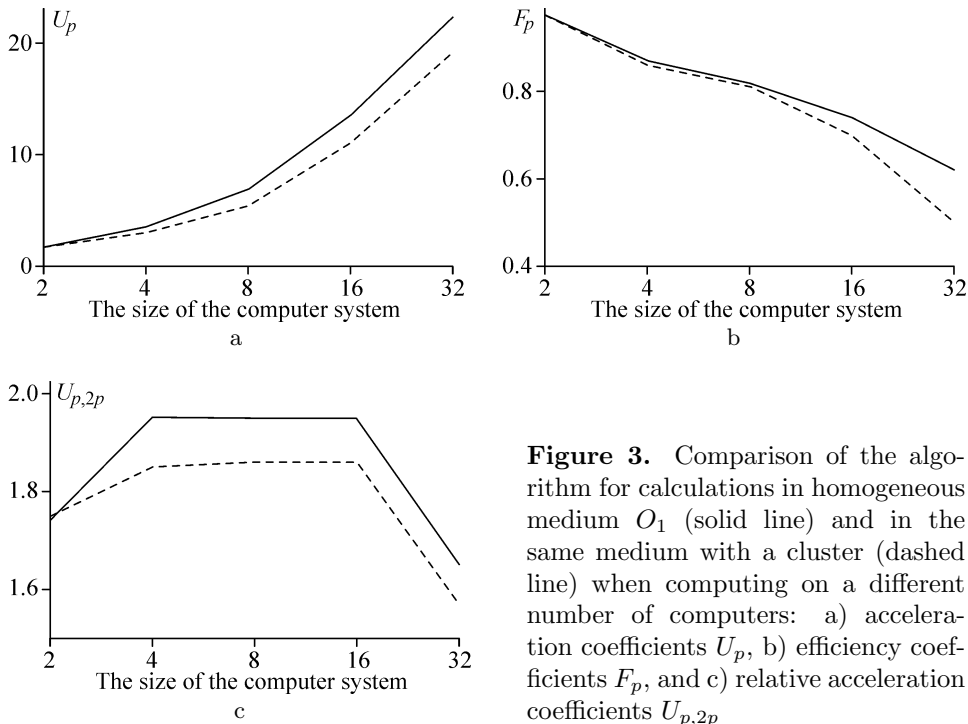 U_p
20
10
0
2 4 8 16 32
The size of the computer system
a
F_p
0.8
0.6
0.4
2 4 8 16 32
The size of the computer system
b
2.0
U_{p,2p}
1.8
1.6
2 4 8 16 32
The size of the computer system
c
Figure 3. Comparison of the algo-
rithm for calculations in homogeneous
medium O_1 (solid line) and in the
same medium with a cluster (dashed
line) when computing on a different
number of computers: a) accelera-
tion coefficients U_p, b) efficiency coef-
ficients F_p, and c) relative acceleration
coefficients U_{p,2p}